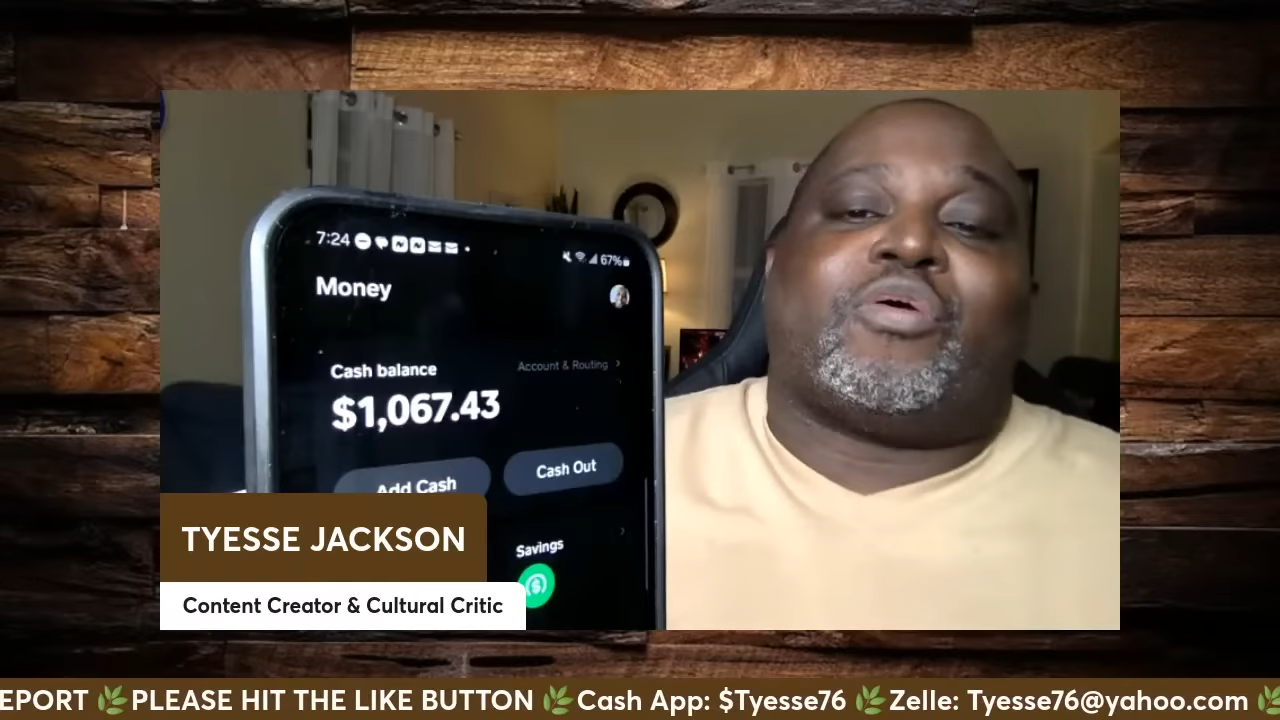 7:24
67%
Money
Cash balance
Account & Routing
$1,067.43
Add Cash
Cash Out
Savings
TYESSE JACKSON
Content Creator & Cultural Critic
EPORT 🌿PLEASE HIT THE LIKE BUTTON 🌿Cash App: $Tyesse76 🌿Zelle: Tyesse76@yahoo.com 🌿